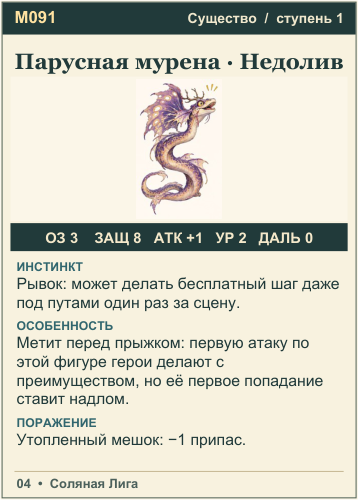 M091
Существо / ступень 1
Парусная мурена · Недолив
ОЗ 3 ЗАЩ 8 АТК +1 УР 2 ДАЛЬ 0
ИНСТИНКТ
Рывок: может делать бесплатный шаг даже
под путами один раз за сцену.
ОСОБЕННОСТЬ
Метит перед прыжком: первую атаку по
этой фигуре герои делают с
преимуществом, но её первое попадание
ставит надлом.
ПОРАЖЕНИЕ
Утопленный мешок: −1 припас.
04 • Соляная Лига